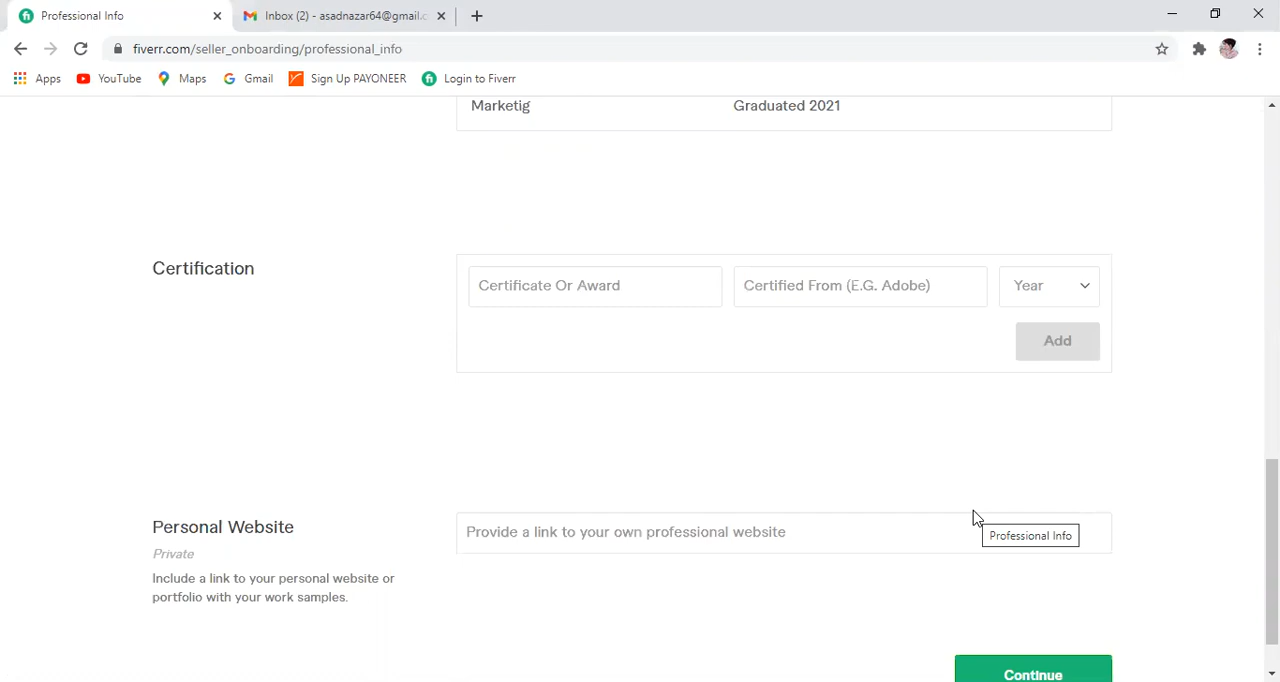 Professional Info
Inbox (2) - asadnazar64@gmail.c
fiverr.com/seller_onboarding/professional_info
Apps YouTube Maps Gmail Sign Up PAYONEER Login to Fiverr
Marketig Graduated 2021
Certification
Certificate Or Award Certified From (E.G. Adobe) Year
Add
Personal Website
Provide a link to your own professional website
Professional Info
Private
Include a link to your personal website or
portfolio with your work samples.
Continue